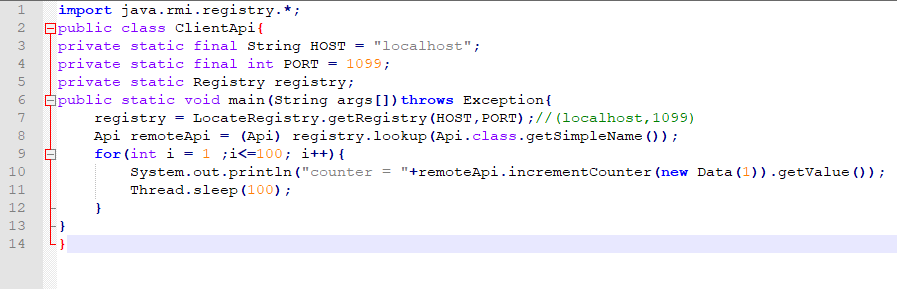 1 import java.rmi.registry.*;
2 public class ClientApi{
3 private static final String HOST = "localhost";
4 private static final int PORT = 1099;
5 private static Registry registry;
6 public static void main(String args[])throws Exception{
7 registry = LocateRegistry.getRegistry(HOST,PORT);//(localhost,1099)
8 Api remoteApi = (Api) registry.lookup(Api.class.getSimpleName());
9 for(int i = 1 ;i<=100; i++){
10 System.out.println("counter = "+remoteApi.incrementCounter(new Data(1)).getValue());
11 Thread.sleep(100);
12 }
13 }
14 }